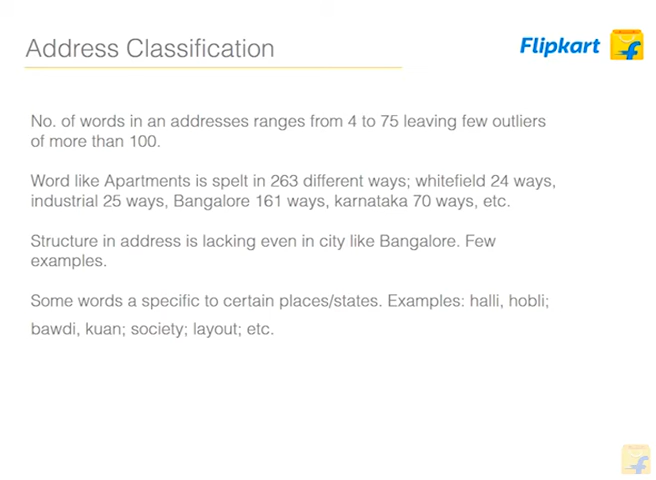 Address Classification
Flipkart
No. of words in an addresses ranges from 4 to 75 leaving few outliers
of more than 100.
Word like Apartments is spelt in 263 different ways; whitefield 24 ways,
industrial 25 ways, Bangalore 161 ways, karnataka 70 ways, etc.
Structure in address is lacking even in city like Bangalore. Few
examples.
Some words a specific to certain places/states. Examples: halli, hobli;
bawdi, kuan; society; layout; etc.